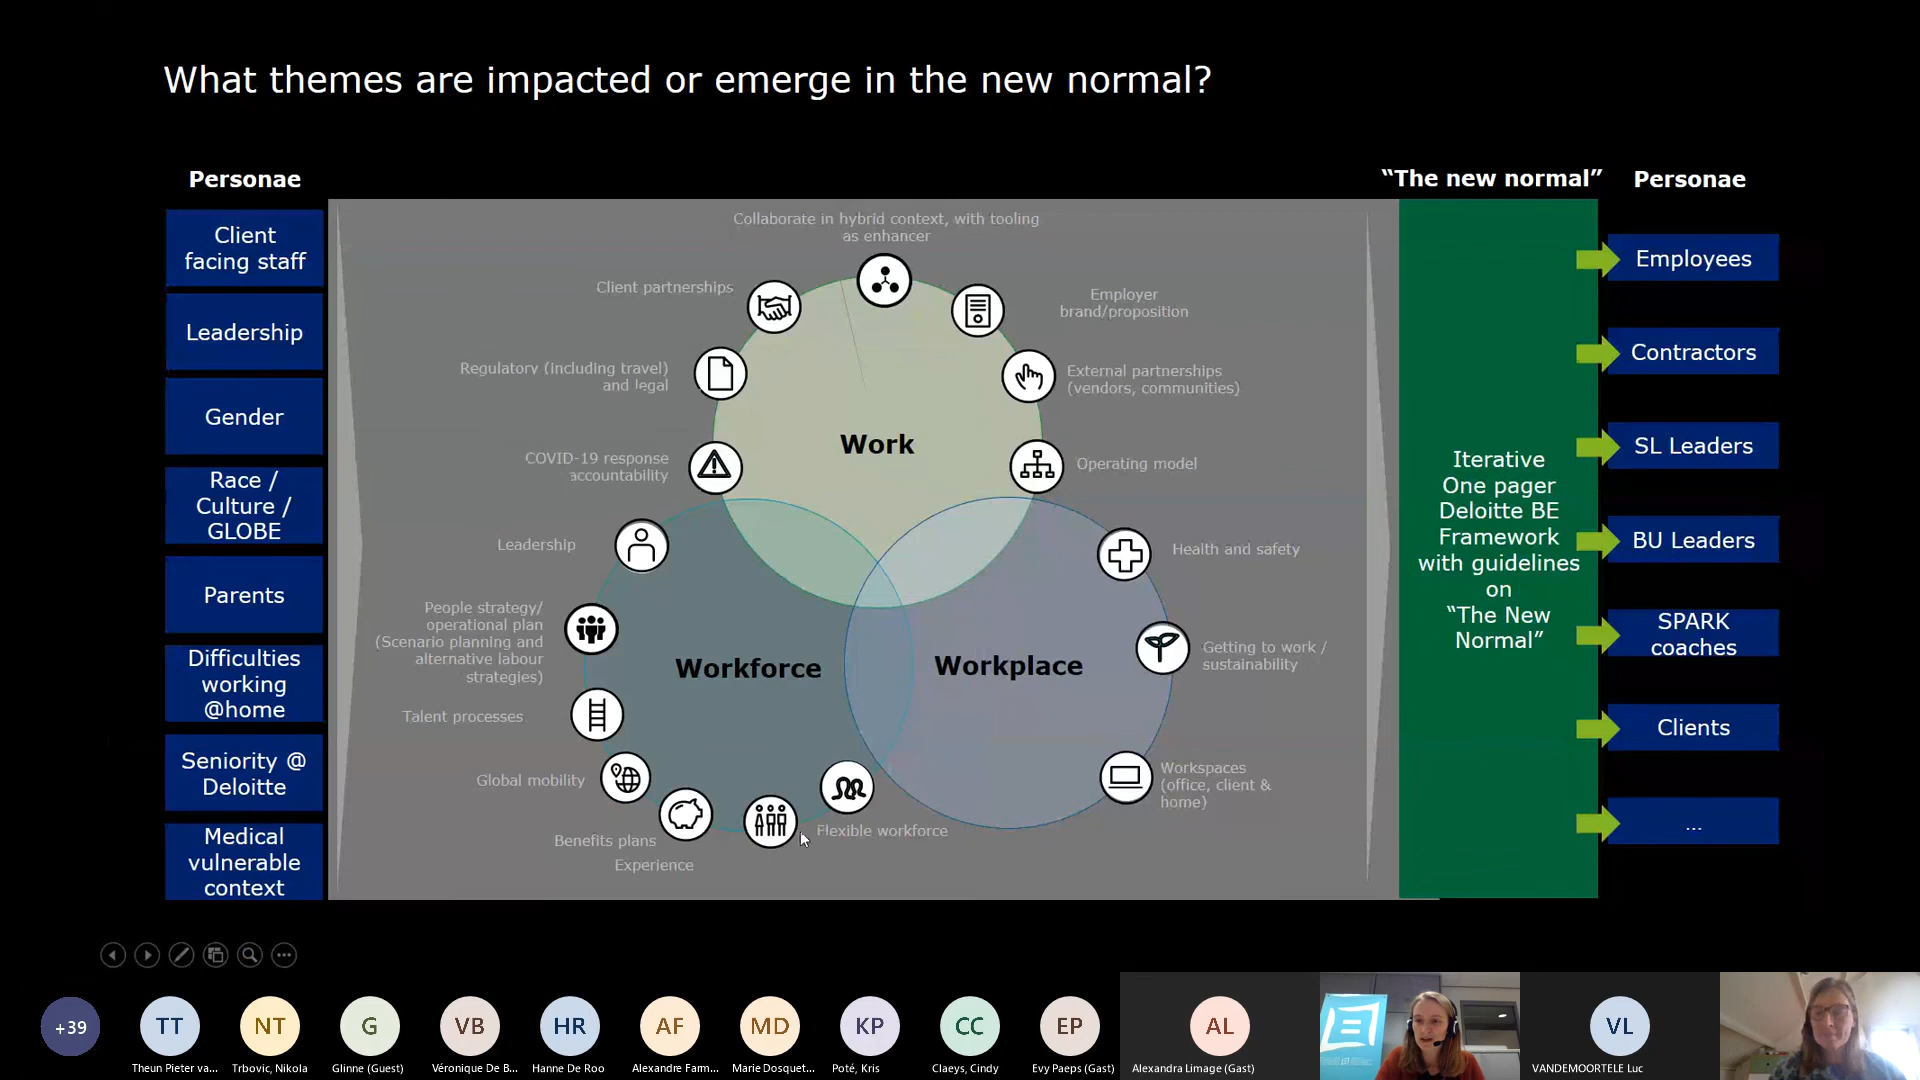 What themes are impacted or emerge in the new normal?
Personae
“The new normal”
Personae
Client
facing staff
Leadership
Gender
Race /
Culture /
GLOBE
Parents
Difficulties
working
@home
Seniority @
Deloitte
Medical
vulnerable
context
Collaborate in hybrid context, with tooling
as enhancer
Client partnerships
Employer
brand/proposition
Regulatory (including travel)
and legal
External partnerships
(vendors, communities)
Work
COVID-19 response
accountability
Operating model
Leadership
Health and safety
People strategy/
operational plan
(Scenario planning and
alternative labour
strategies)
Getting to work /
sustainability
Workforce
Workplace
Talent processes
Global mobility
Workspaces
(office, client &
home)
Benefits plans
Flexible workforce
Experience
Iterative
One pager
Deloitte BE
Framework
with guidelines
on
“The New
Normal”
Employees
Contractors
SL Leaders
BU Leaders
SPARK
coaches
Clients
...
+39
TT
NT
G
VB
HR
AF
MD
KP
CC
EP
AL
VL
Theun Pieter va...
Trbovic, Nikola
Glinne (Guest)
Véronique De B...
Hanne De Roo
Alexandre Farm...
Marie Dosquet...
Poté, Kris
Claeys, Cindy
Evy Paeps (Gast)
Alexandra Limage (Gast)
VANDEMOORTELE Luc